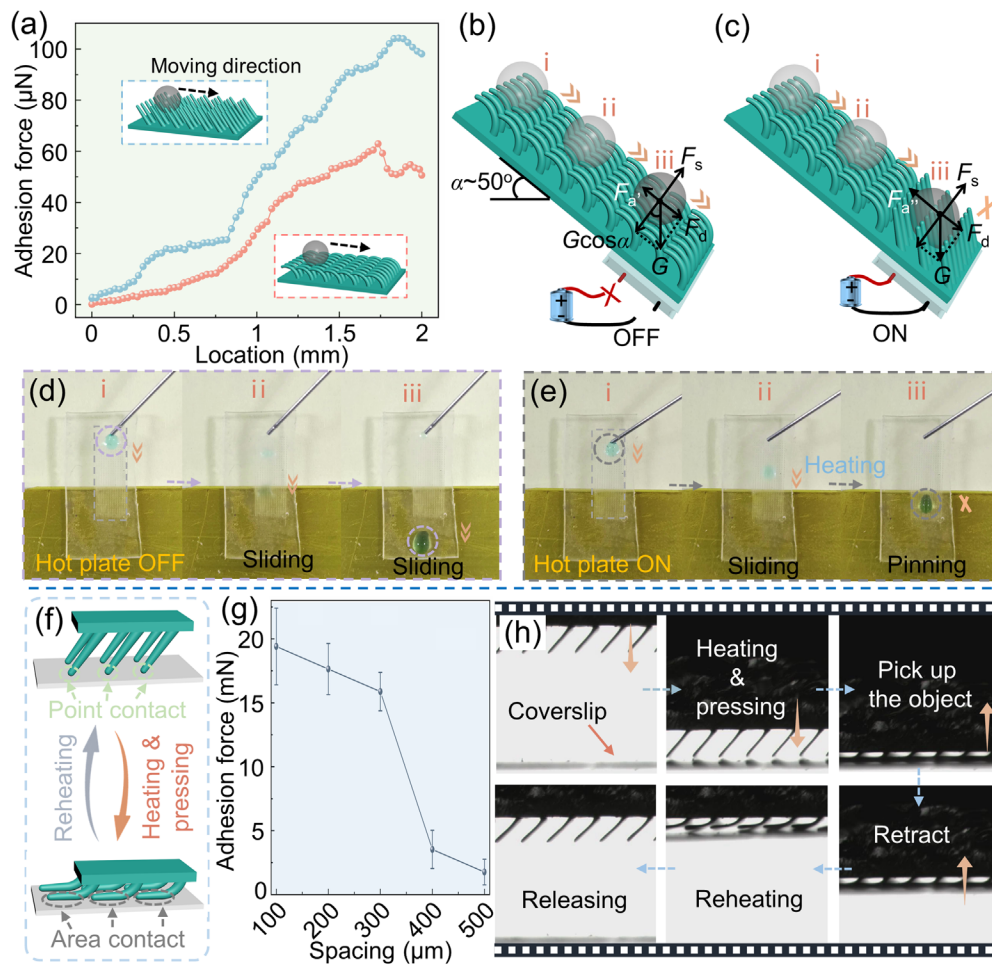 (a)
Adhesion force (μN)
100
80
60
40
20
0
Moving direction
0
0.5
1
1.5
2
Location (mm)
(b)
i
ii
iii
α~50°
Fs
Fa'
Fd
Gcosα
G
+
-
X
OFF
(c)
i
ii
iii
Fs
Fa''
Fd
G
X
+
-
ON
(d)
i
ii
iii
Hot plate OFF
Sliding
Sliding
(e)
i
ii
iii
Heating
X
Hot plate ON
Sliding
Pinning
(f)
Point contact
Reheating
Heating &
pressing
Area contact
(g)
Adhesion force (mN)
20
15
10
5
0
100
200
300
400
500
Spacing (μm)
(h)
Coverslip
Heating
&
pressing
Pick up
the object
Releasing
Reheating
Retract